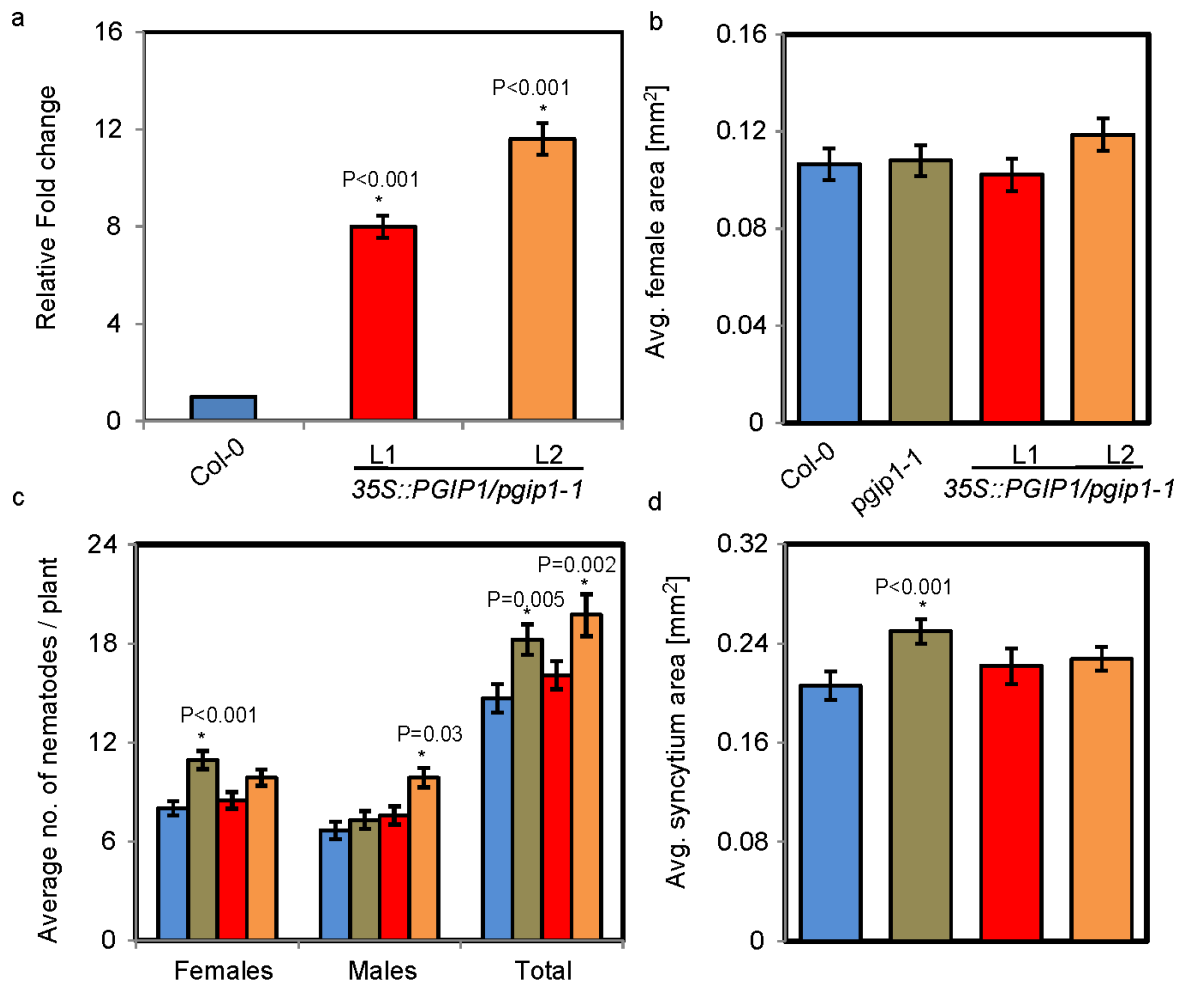 a
Relative Fold change
16
12
8
4
0
P<0.001
*
P<0.001
*
Col-0
L1
L2
35S::PGIP1/pgip1-1
b
Avg. female area [mm²]
0.16
0.12
0.08
0.04
0
Col-0
pgip1-1
L1
L2
35S::PGIP1/pgip1-1
c
Average no. of nematodes / plant
24
18
12
6
0
P<0.001
*
P=0.03
*
P=0.005
*
P=0.002
*
Females
Males
Total
d
Avg. syncytium area [mm²]
0.32
0.24
0.16
0.08
0
P<0.001
*